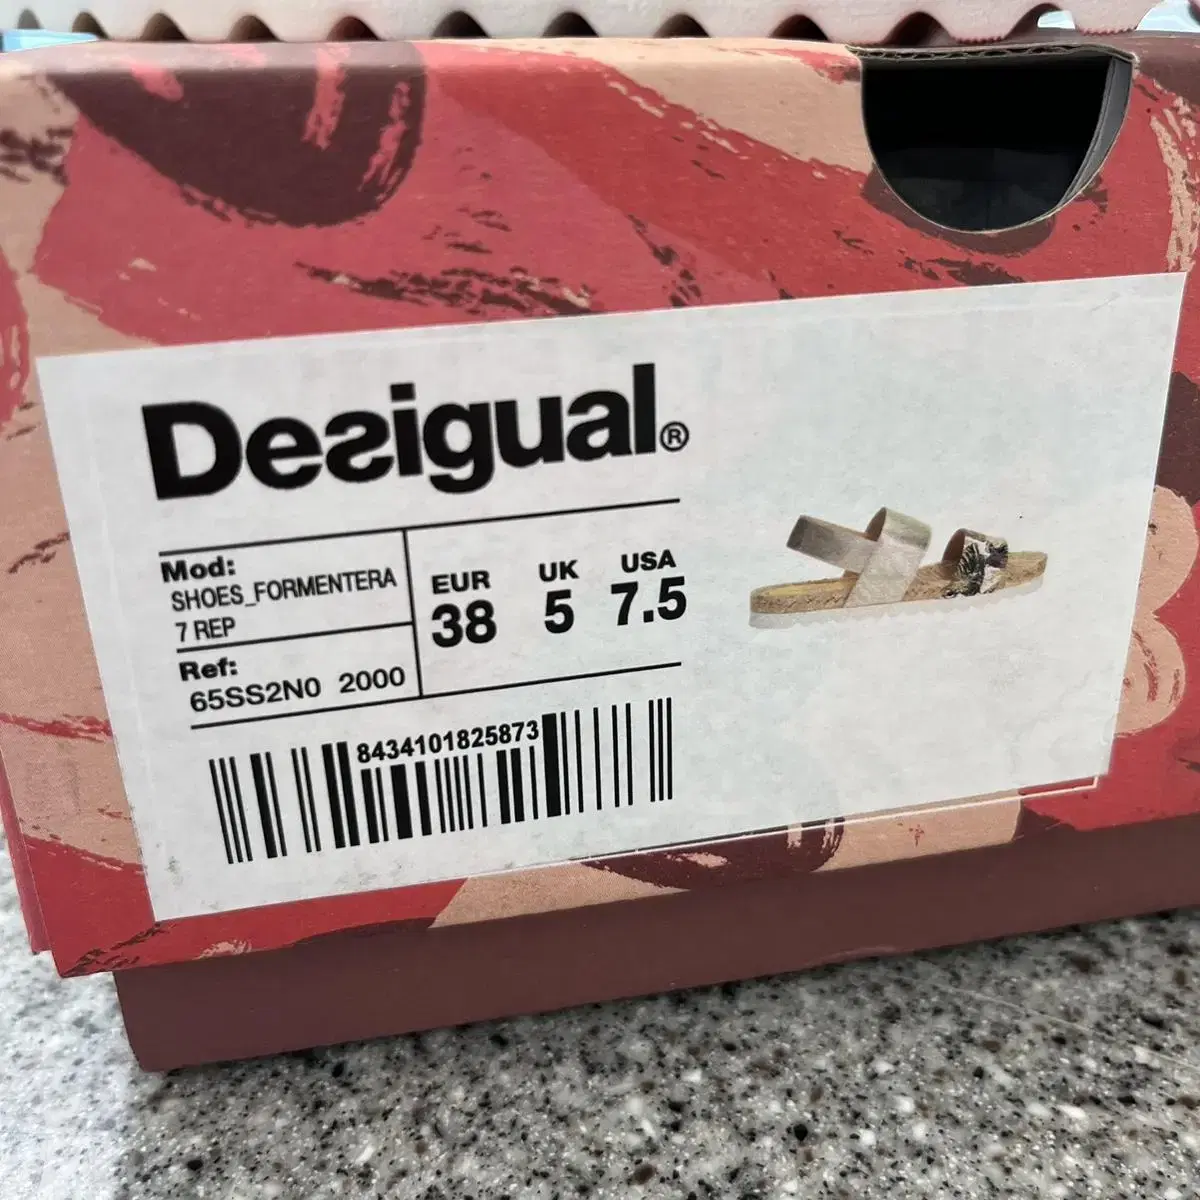 Desigual®
Mod:
SHOES_FORMENTERA
7 REP
Ref:
65SS2N0 2000
EUR UK USA
38 5 7.5
8434101825873